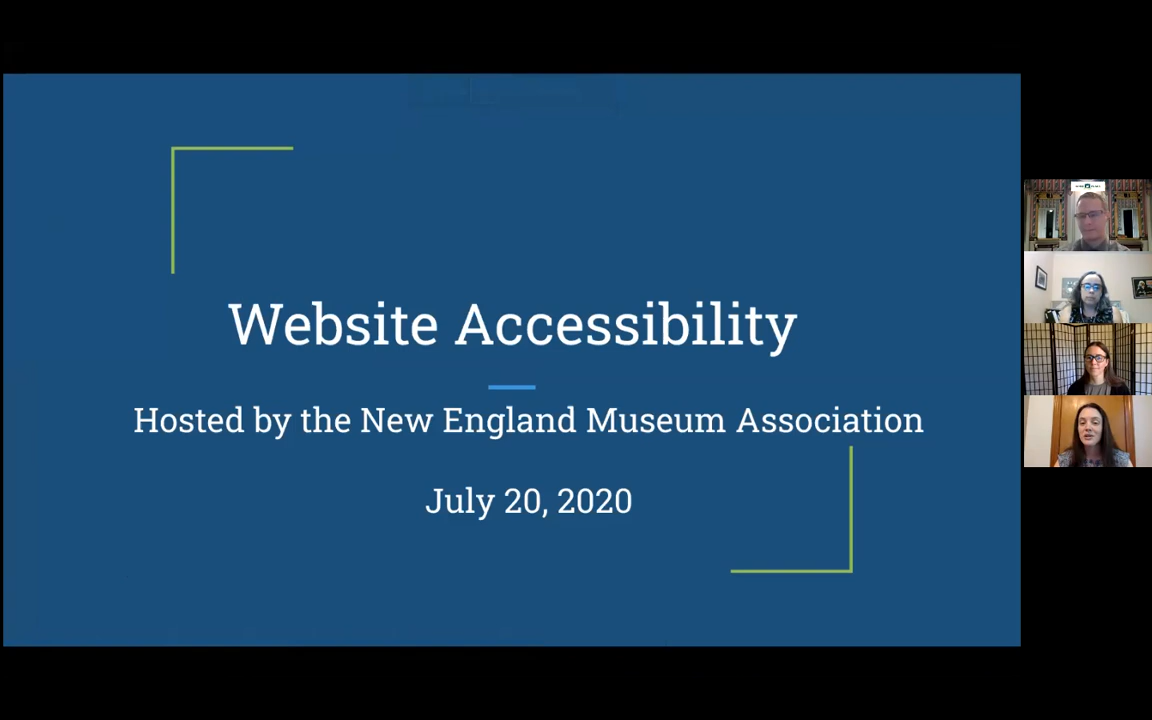 Website Accessibility
Hosted by the New England Museum Association
July 20, 2020